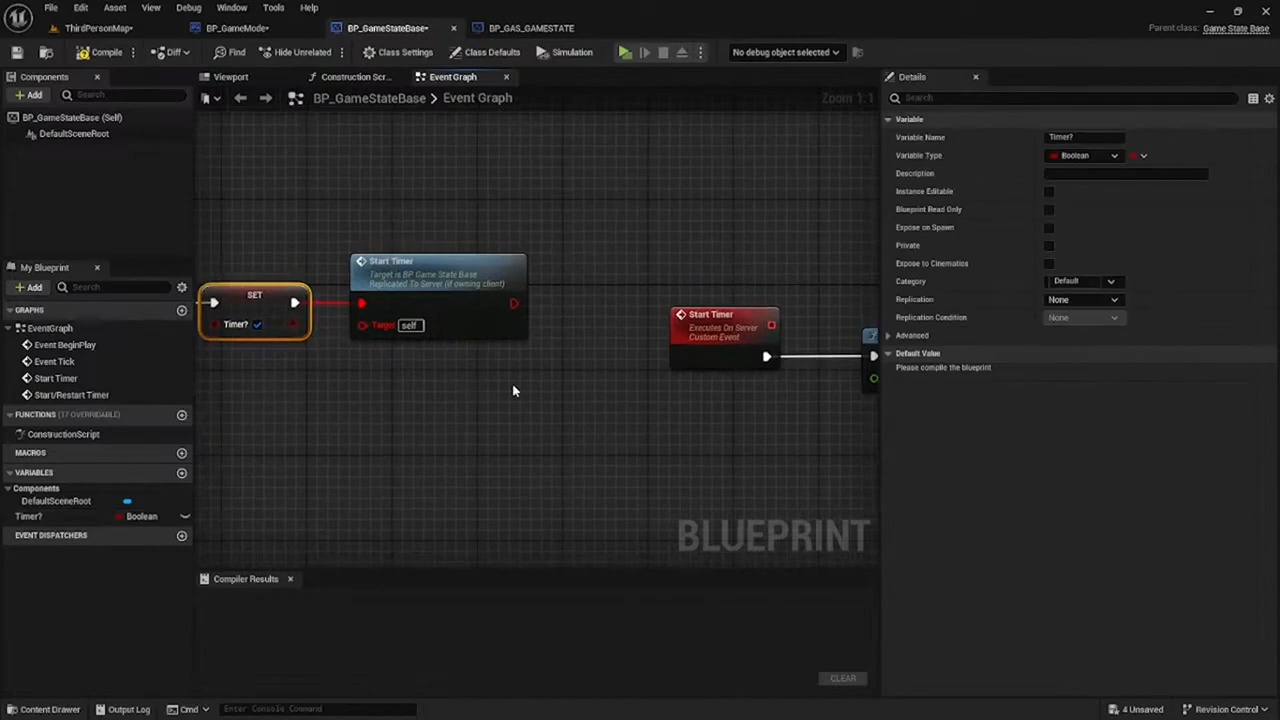 File Edit Asset View Debug Window Tools Help
ThirdPersonMap• BP_GameMode• BP_GameStateBase• BP_GAS_GAMESTATE
Parent class: Game State Base
Compile Diff Find Hide Unrelated Class Settings Class Defaults Simulation No debug object selected
Components
Viewport Construction Scr... Event Graph
Details
Add Search
BP_GameStateBase > Event Graph
Zoom 1:1
Search
BP_GameStateBase (Self)
DefaultSceneRoot
Variable
Variable Name Timer?
Variable Type Boolean
Description
Instance Editable
Blueprint Read Only
Expose on Spawn
Private
Expose to Cinematics
Category Default
Replication None
Replication Condition None
Advanced
Default Value
Please compile the blueprint
My Blueprint
Add Search
GRAPHS
EventGraph
Event BeginPlay
Event Tick
Start Timer
Start/Restart Timer
FUNCTIONS (17 OVERRIDABLE)
ConstructionScript
MACROS
VARIABLES
Components
DefaultSceneRoot
Timer? Boolean
EVENT DISPATCHERS
SET
Timer?
Start Timer
Target is BP Game State Base
Replicated To Server (if owning client)
Target self
Start Timer
Executes On Server
Custom Event
BLUEPRINT
Compiler Results
CLEAR
Content Drawer Output Log Cmd Enter Console Command
4 Unsaved Revision Control